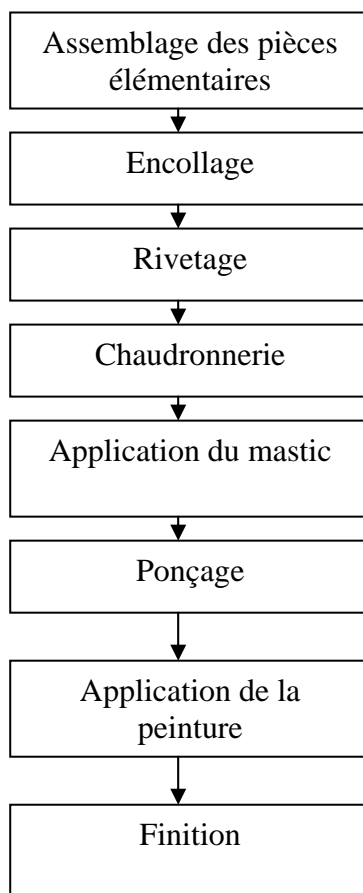 Assemblage des pièces
élémentaires
Encollage
Rivetage
Chaudronnerie
Application du mastic
Ponçage
Application de la
peinture
Finition